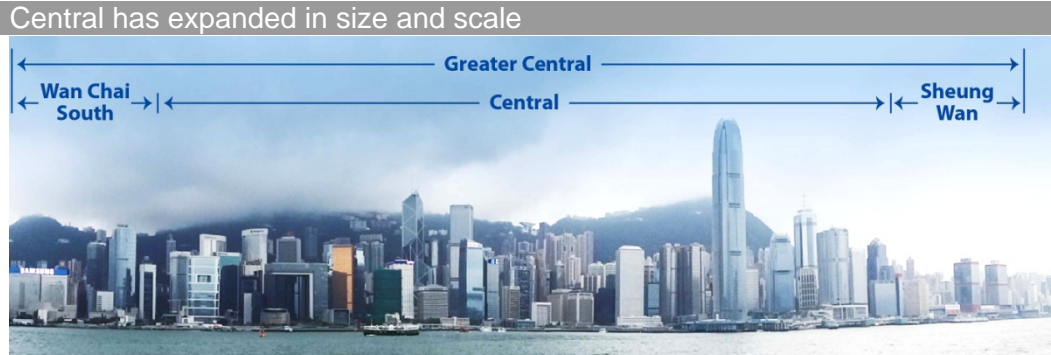 Central has expanded in size and scale
Greater Central
Wan Chai
South
Central
Sheung
Wan
SAMSUNG